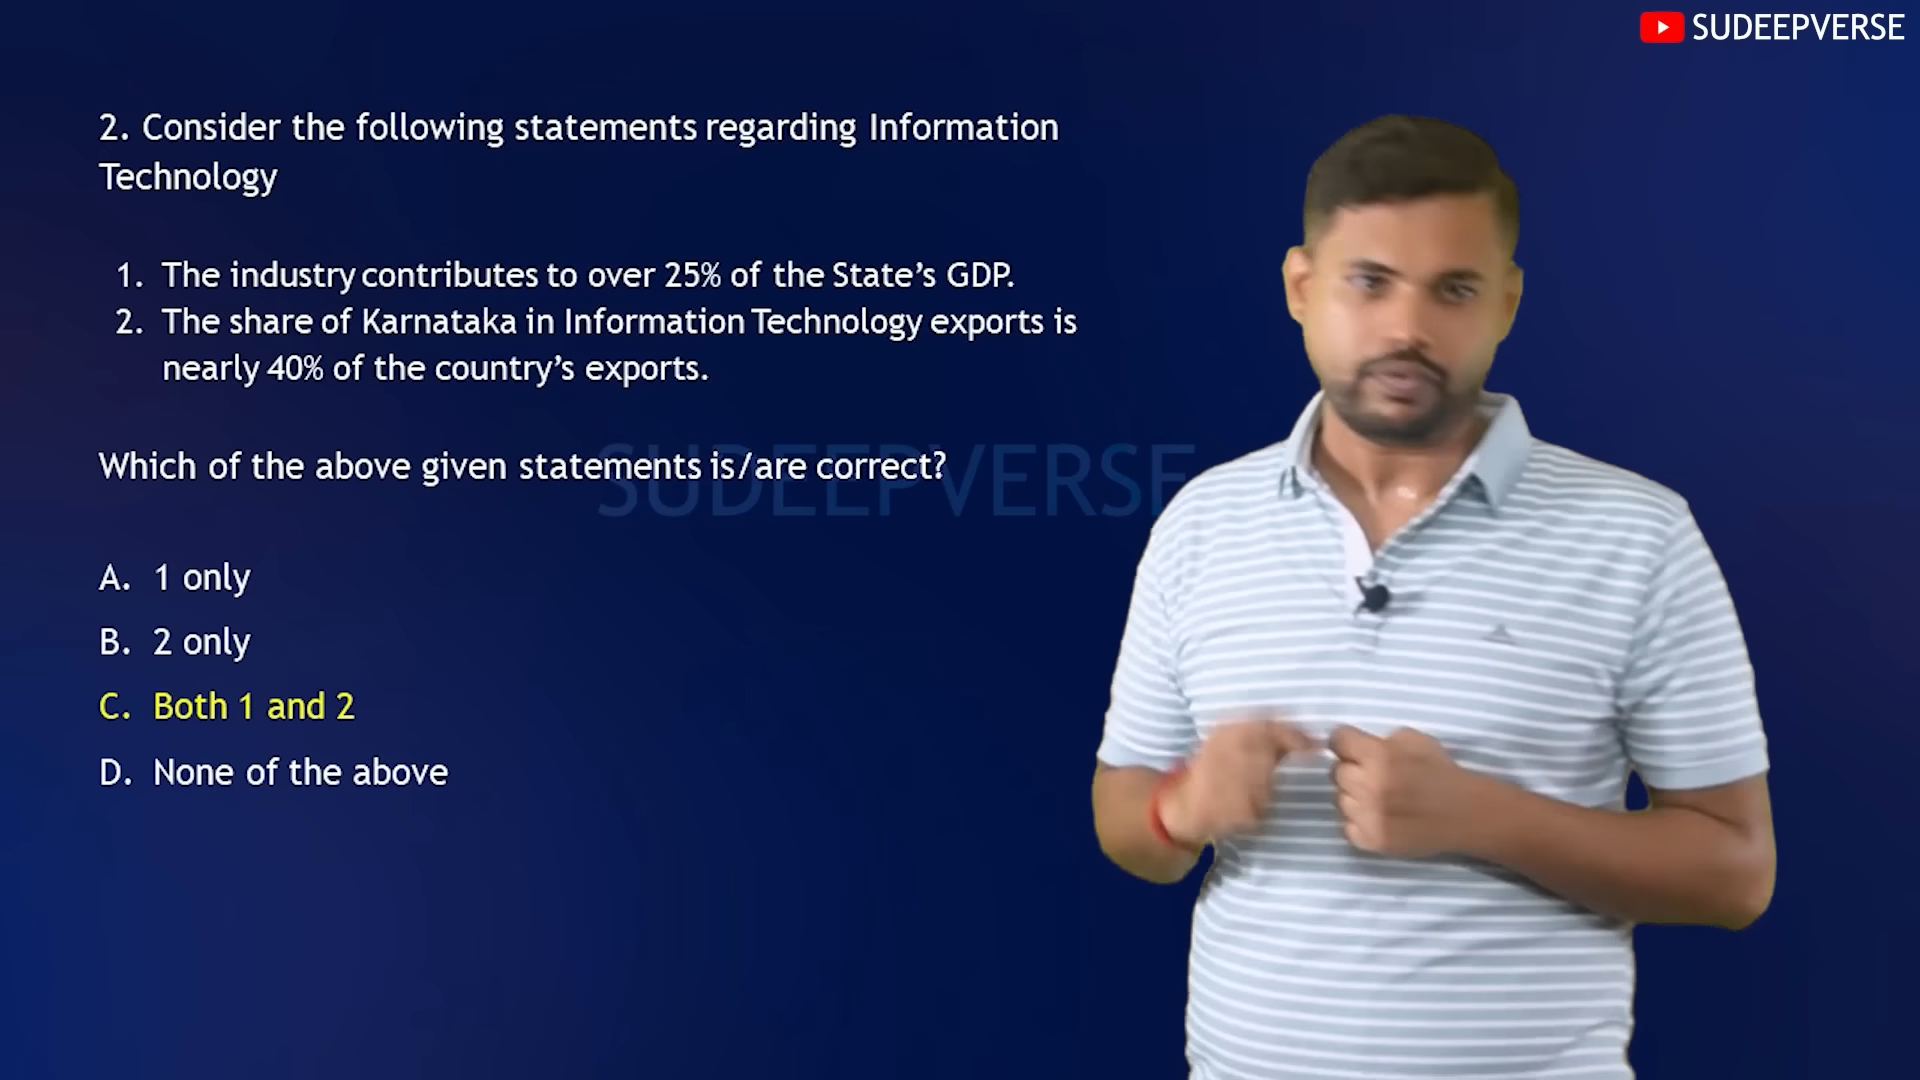 SUDEEPVERSE
2. Consider the following statements regarding Information
Technology
1. The industry contributes to over 25% of the State’s GDP.
2. The share of Karnataka in Information Technology exports is
nearly 40% of the country’s exports.
Which of the above given statements is/are correct?
SUDEEPVERSE
A. 1 only
B. 2 only
C. Both 1 and 2
D. None of the above